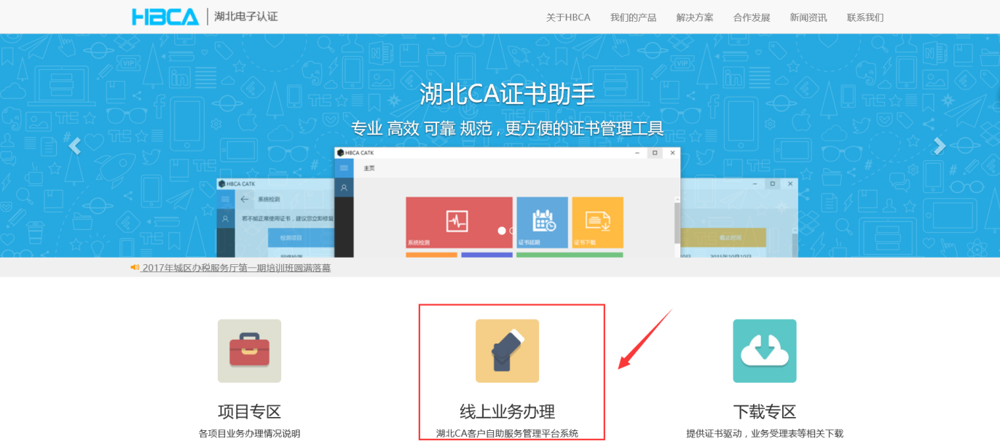 HBCA 湖北电子认证
关于HBCA 我们的产品 解决方案 合作发展 新闻资讯 联系我们
VIP
VIP
湖北CA证书助手
专业 高效 可靠 规范，更方便的证书管理工具
HBCA CATK
主页
HBCA CATK
系统检测
若不能正常使用证书，建议您立即修复
检测项目
截止时间
系统检测
证书延期
证书下载
2015年10月10日
2017年城区办税服务厅第一期培训班圆满落幕
项目专区
各项目业务办理情况说明
线上业务办理
湖北CA客户自助服务管理平台系统
下载专区
提供证书驱动，业务受理表等相关下载